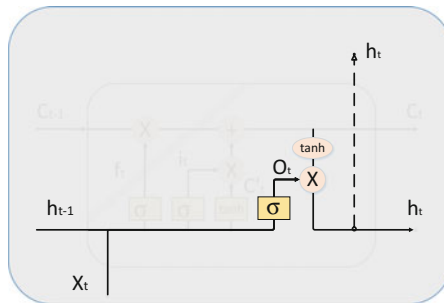 hₜ
Cₜ₋₁
Cₜ
X
+
tanh
fₜ
iₜ
X
Oₜ
X
C'ₜ
hₜ₋₁
σ
σ
tanh
σ
hₜ
Xₜ